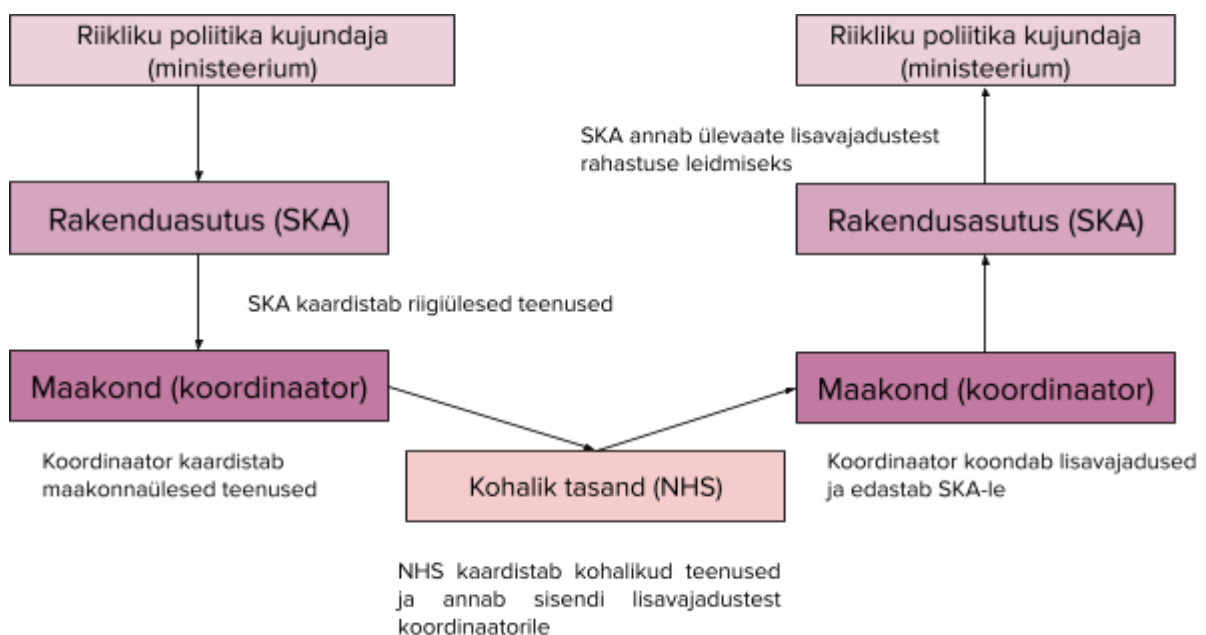 Riikliku poliitika kujundaja
(ministeerium)
Rakenduasutus (SKA)
SKA kaardistab riigiülesed teenused
Maakond (koordinaator)
Koordinaator kaardistab
maakonnaülesed teenused
Kohalik tasand (NHS)
NHS kaardistab kohalikud teenused
ja annab sisendi lisavajadustest
koordinaatorile
Maakond (koordinaator)
Koordinaator koondab lisavajadused
ja edastab SKA-le
Rakendusasutus (SKA)
SKA annab ülevaate lisavajadustest
rahastuse leidmiseks
Riikliku poliitika kujundaja
(ministeerium)